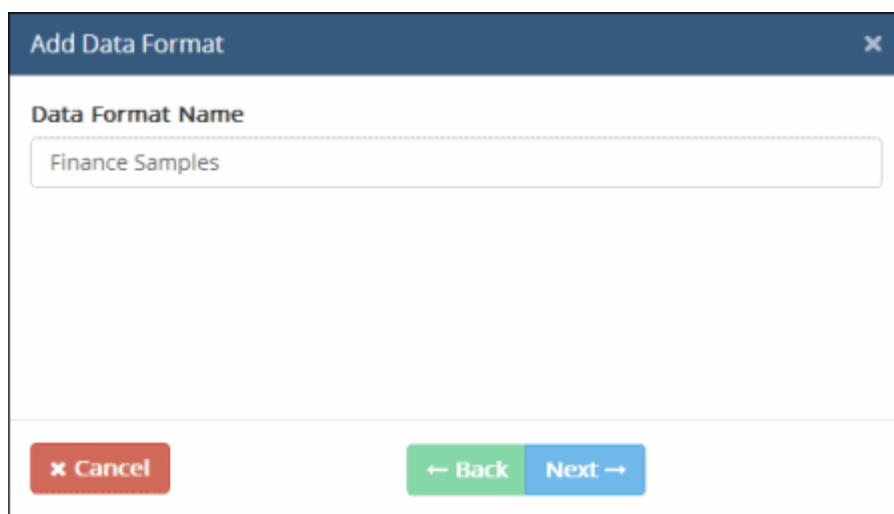 Add Data Format ×
Data Format Name
Finance Samples
× Cancel
← Back Next →